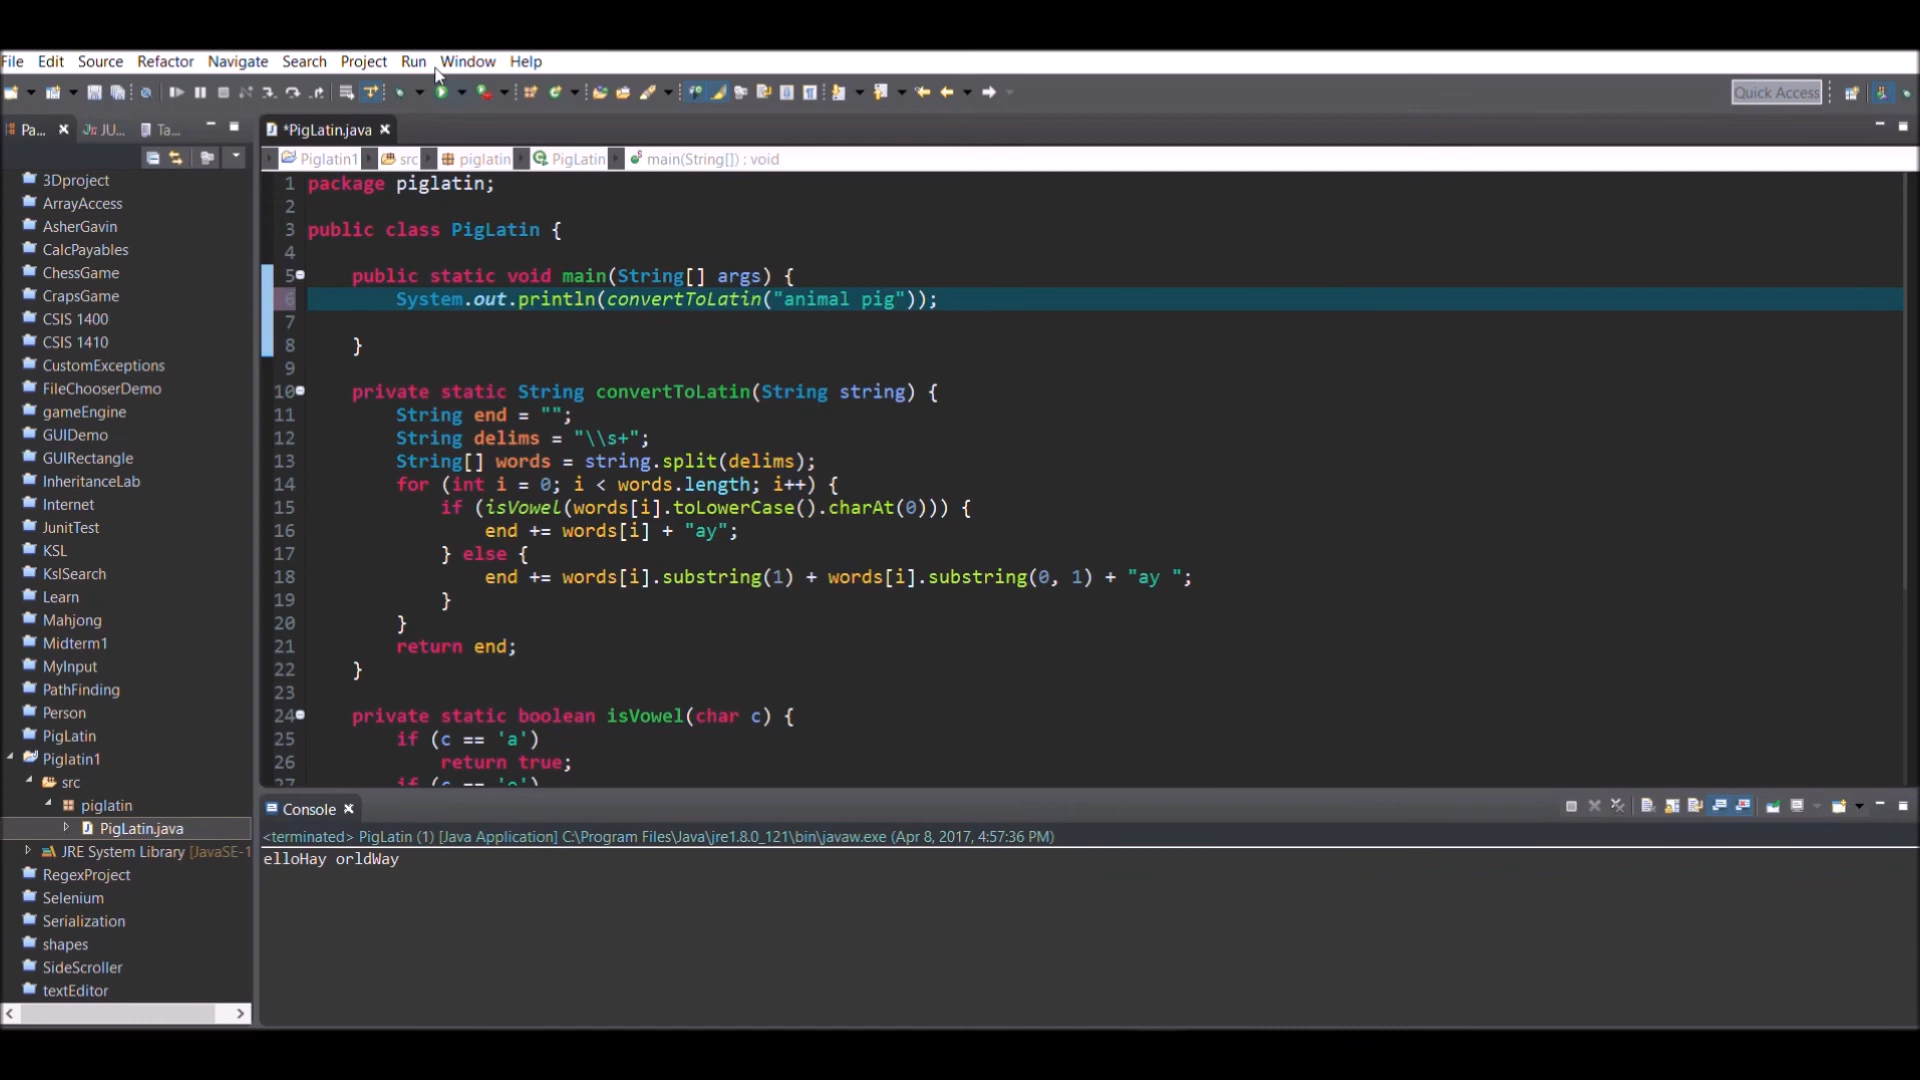 File Edit Source Refactor Navigate Search Project Run Window Help
Quick Access
Pa... JU... Ta...
*PigLatin.java
Piglatin1 src piglatin PigLatin main(String[]) : void
3Dproject
ArrayAccess
AsherGavin
CalcPayables
ChessGame
CrapsGame
CSIS 1400
CSIS 1410
CustomExceptions
FileChooserDemo
gameEngine
GUIDemo
GUIRectangle
InheritanceLab
Internet
JunitTest
KSL
KslSearch
Learn
Mahjong
Midterm1
MyInput
PathFinding
Person
PigLatin
Piglatin1
src
piglatin
PigLatin.java
JRE System Library [JavaSE-1
RegexProject
Selenium
Serialization
shapes
SideScroller
textEditor
1 package piglatin;
2
3 public class PigLatin {
4
5 public static void main(String[] args) {
6 System.out.println(convertToLatin("animal pig"));
7
8 }
9
10 private static String convertToLatin(String string) {
11 String end = "";
12 String delims = "\\s+";
13 String[] words = string.split(delims);
14 for (int i = 0; i < words.length; i++) {
15 if (isVowel(words[i].toLowerCase().charAt(0))) {
16 end += words[i] + "ay";
17 } else {
18 end += words[i].substring(1) + words[i].substring(0, 1) + "ay ";
19 }
20 }
21 return end;
22 }
23
24 private static boolean isVowel(char c) {
25 if (c == 'a')
26 return true;
Console
<terminated> PigLatin (1) [Java Application] C:\Program Files\Java\jre1.8.0_121\bin\javaw.exe (Apr 8, 2017, 4:57:36 PM)
elloHay orldWay